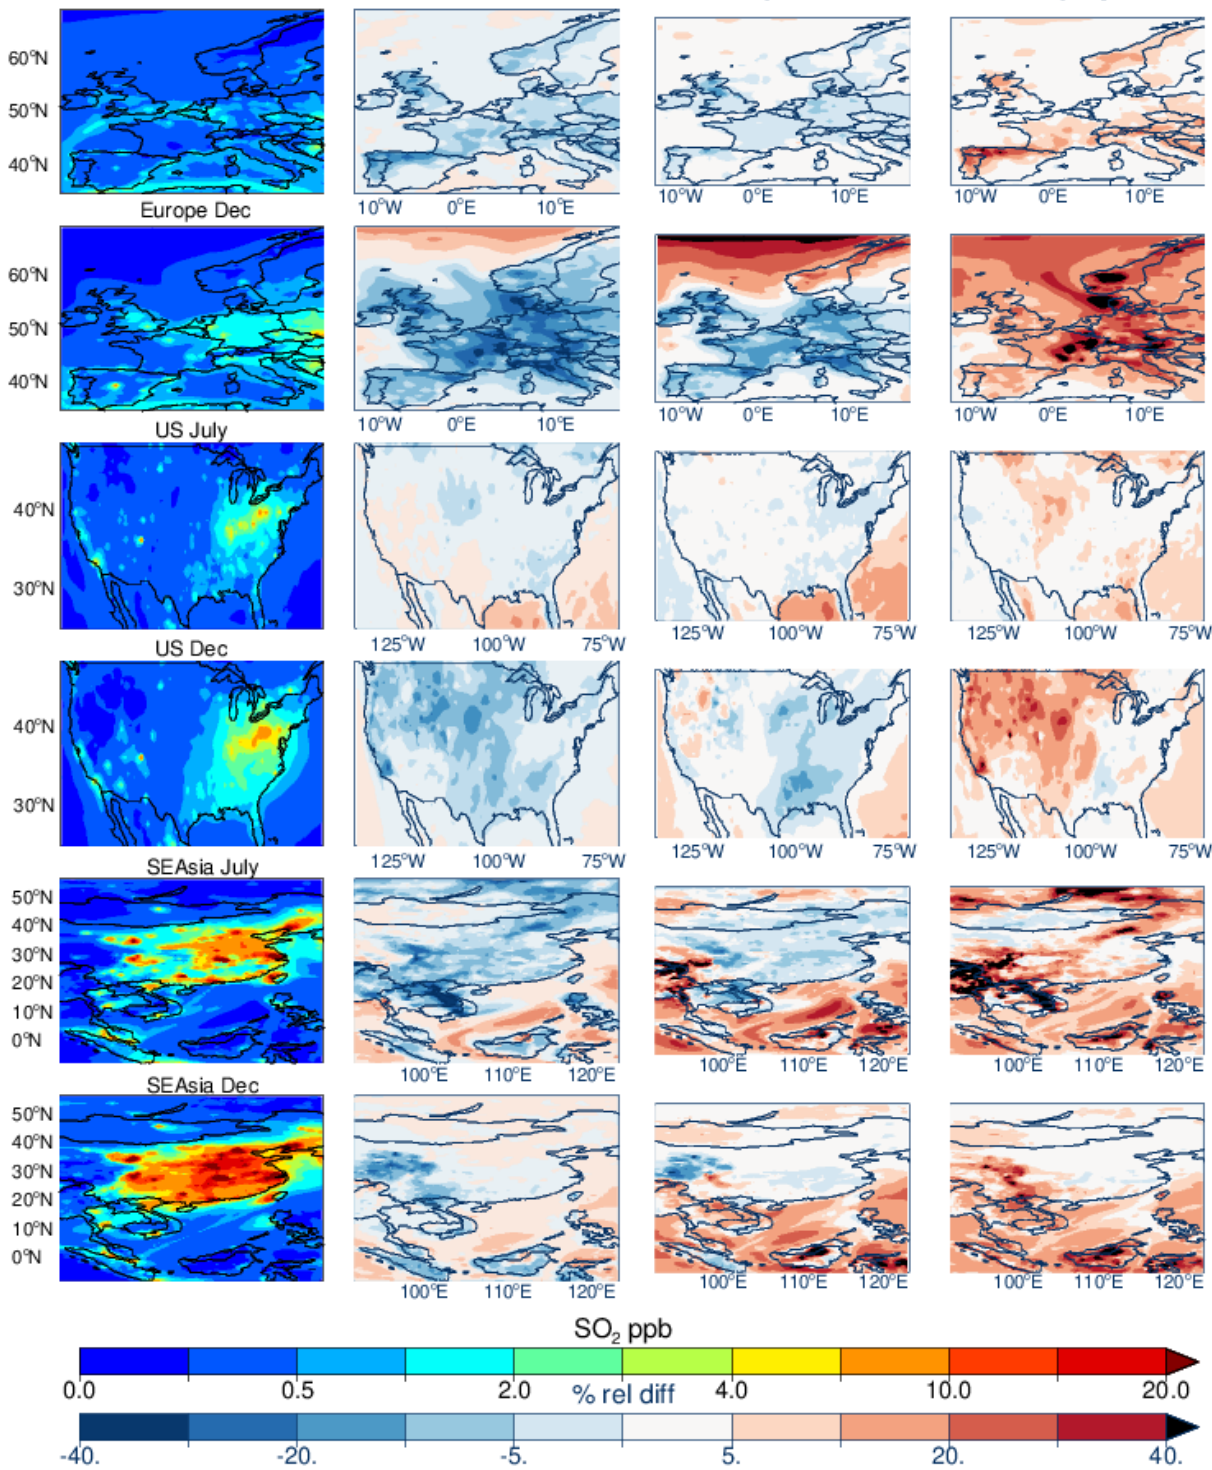 60°N
50°N
40°N
10°W 0°E 10°E
10°W 0°E 10°E
10°W 0°E 10°E
Europe Dec
60°N
50°N
40°N
10°W 0°E 10°E
10°W 0°E 10°E
10°W 0°E 10°E
US July
40°N
30°N
125°W 100°W 75°W
125°W 100°W 75°W
125°W 100°W 75°W
US Dec
40°N
30°N
125°W 100°W 75°W
125°W 100°W 75°W
125°W 100°W 75°W
SEAsia July
50°N
40°N
30°N
20°N
10°N
0°N
100°E 110°E 120°E
100°E 110°E 120°E
100°E 110°E 120°E
SEAsia Dec
50°N
40°N
30°N
20°N
10°N
0°N
100°E 110°E 120°E
100°E 110°E 120°E
100°E 110°E 120°E
SO₂ ppb
0.0 0.5 2.0 4.0 10.0 20.0
% rel diff
-40. -20. -5. 5. 20. 40.